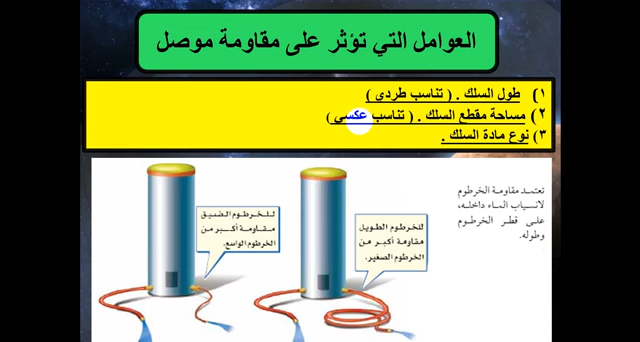 العوامل التي تؤثر على مقاومة موصل
١) طول السلك . ( تناسب طردي )
٢) مساحة مقطع السلك . ( تناسب عكسي )
٣) نوع مادة السلك .
تعتمد مقاومة الخرطوم
لانسياب الماء داخله،
على قطر الخرطوم
وطوله.
للخرطوم الطويل
مقاومة أكبر من
الخرطوم الصغير.
للخرطوم الضيق
مقاومة أكبر من
الخرطوم الواسع.